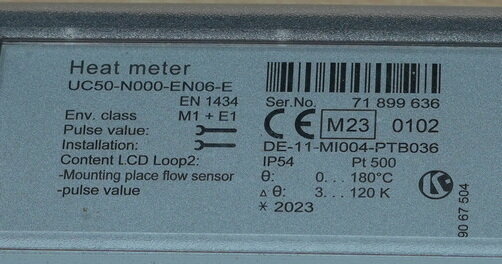 Heat meter
UC50-N000-EN06-E
EN 1434
Env. class M1 + E1
Pulse value:
Installation:
Content LCD Loop2:
-Mounting place flow sensor
-pulse value
Ser.No. 71 899 636
CE M23 0102
DE-11-MI004-PTB036
IP54 Pt 500
θ: 0... 180°C
Δ θ: 3... 120 K
* 2023
K
90 67 504